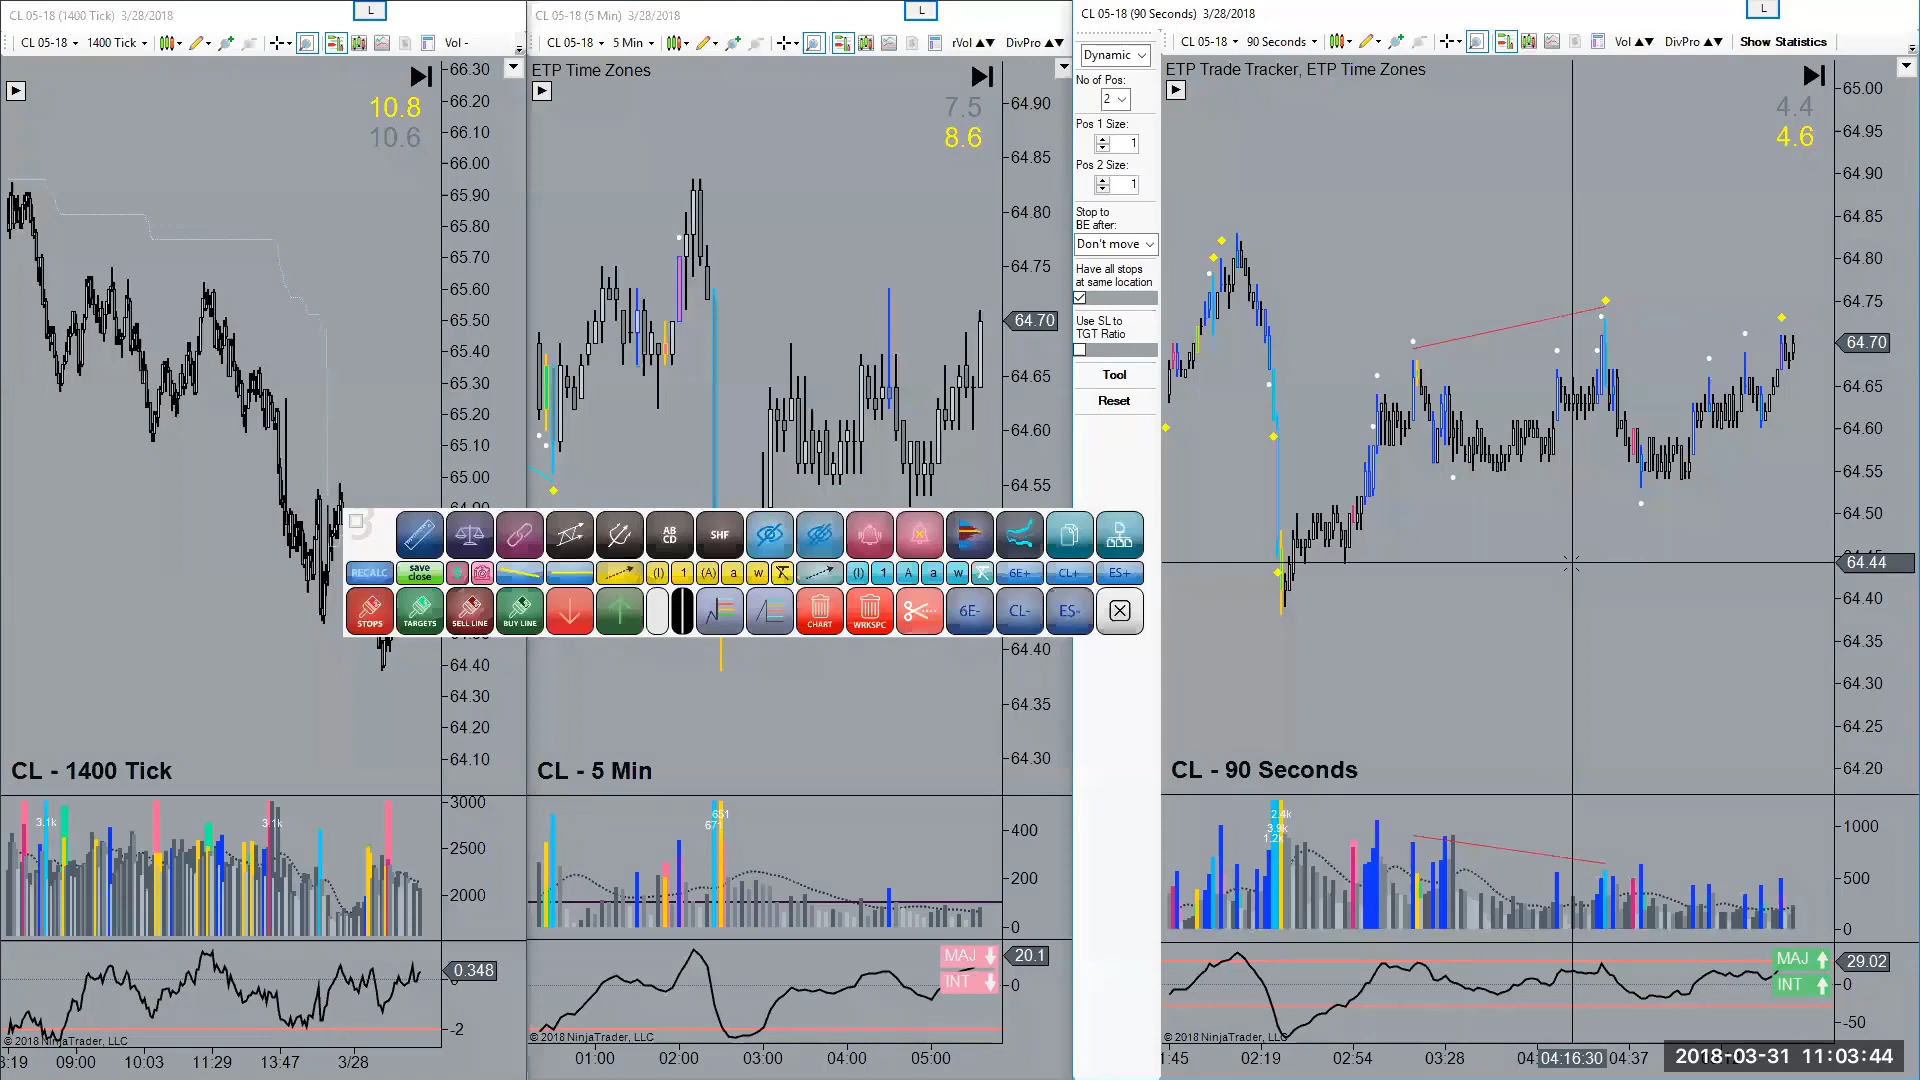 CL 05-18 (1400 Tick) 3/28/2018
L
CL 05-18 (5 Min) 3/28/2018
L
CL 05-18 (90 Seconds) 3/28/2018
L
CL 05-18
1400 Tick
Vol -
CL 05-18
5 Min
rVol
DivPro
CL 05-18
90 Seconds
Vol
DivPro
Show Statistics
10.8
10.6
66.30
66.20
66.10
66.00
65.90
65.80
65.70
65.60
65.50
65.40
65.30
65.20
65.10
65.00
64.40
64.30
64.20
64.10
CL - 1400 Tick
3.1k
3.1k
3000
2500
2000
0.348
-2
© 2018 NinjaTrader, LLC
09:00
10:03
11:29
13:47
3/28
ETP Time Zones
7.5
8.6
64.90
64.85
64.80
64.75
64.70
64.65
64.60
64.55
64.40
64.35
64.30
CL - 5 Min
651
671
400
200
0
MAJ
INT
20.1
0
© 2018 NinjaTrader, LLC
01:00
02:00
03:00
04:00
05:00
Dynamic
No of Pos:
2
Pos 1 Size:
1
Pos 2 Size:
1
Stop to
BE after:
Don't move
Have all stops
at same location
Use SL to
TGT Ratio
Tool
Reset
AB
CD
SHF
RECALC
save
close
(I)
1
(A)
a
w
(I)
1
A
a
w
6E+
CL+
ES+
STOPS
TARGETS
SELL LINE
BUY LINE
CHART
WRKSPC
6E-
CL-
ES-
ETP Trade Tracker, ETP Time Zones
4.4
4.6
65.00
64.95
64.90
64.85
64.80
64.75
64.70
64.65
64.60
64.55
64.50
64.44
64.40
64.35
64.30
64.25
64.20
CL - 90 Seconds
2.4k
3.9k
1.2k
1000
500
0
MAJ
INT
29.02
0
-50
© 2018 NinjaTrader, LLC
02:19
02:54
03:28
04:16:30
04:37
2018-03-31 11:03:44